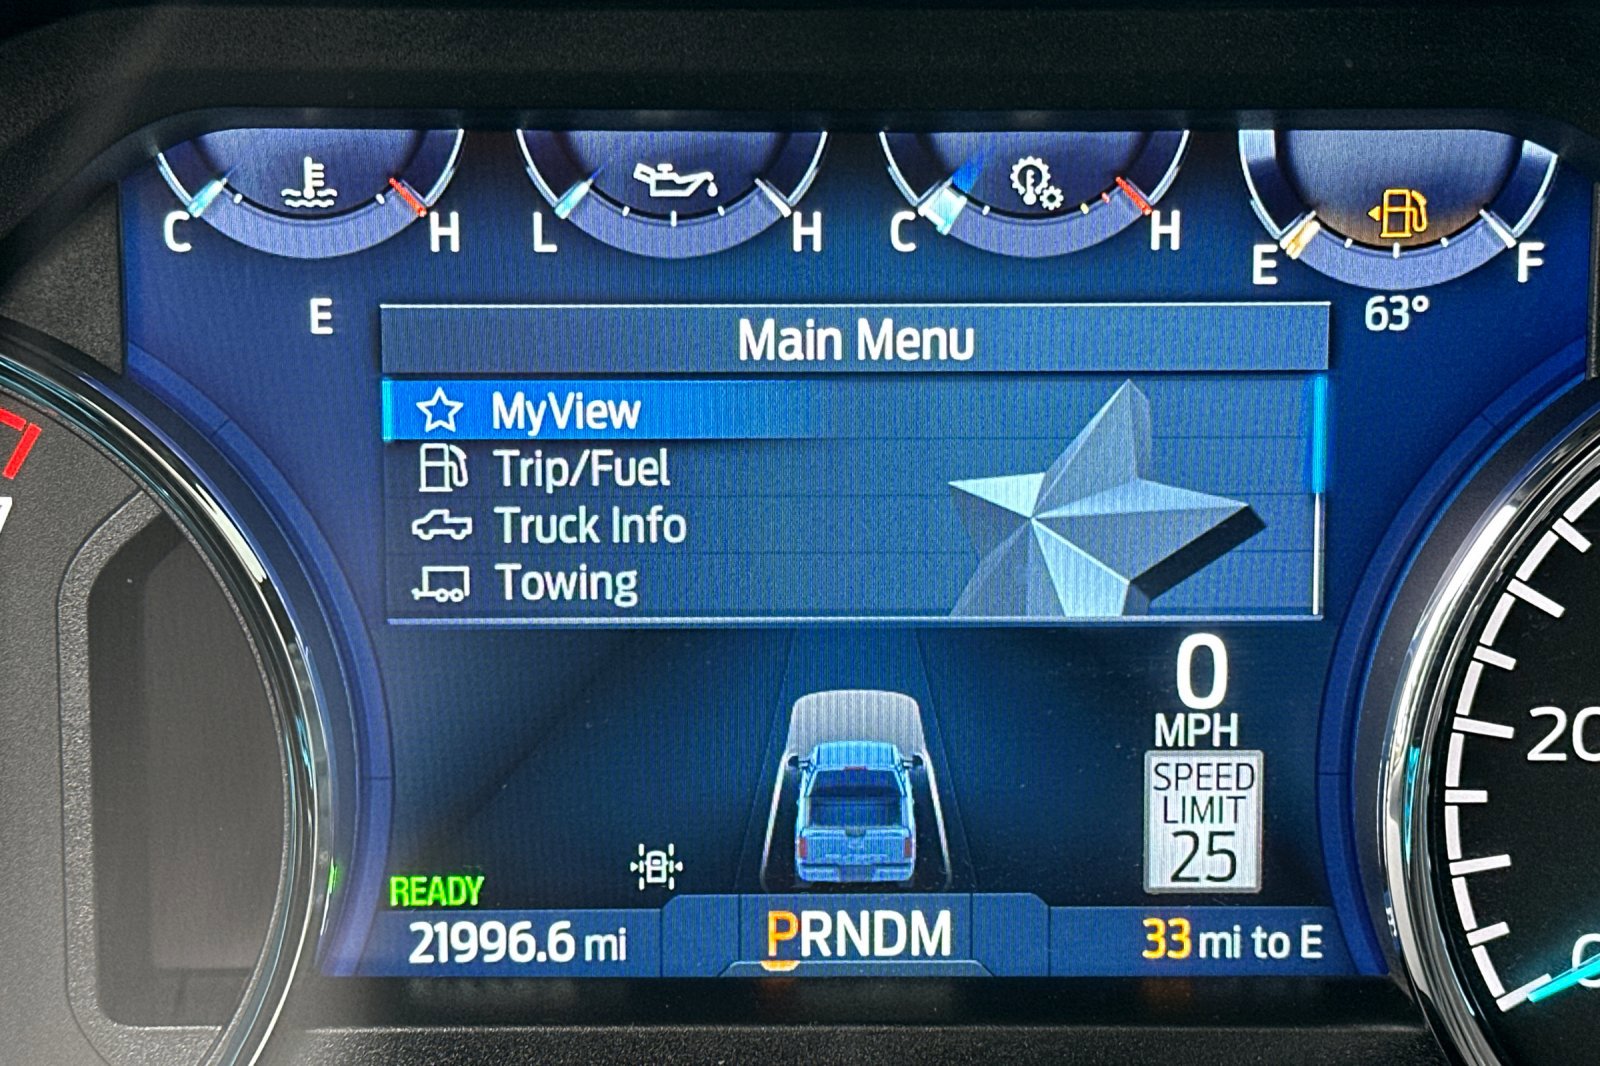 C H
L H
C H
E F
E
63°
Main Menu
MyView
Trip/Fuel
Truck Info
Towing
0
MPH
SPEED
LIMIT
25
READY
21996.6 mi
PRNDM
33 mi to E
20
0